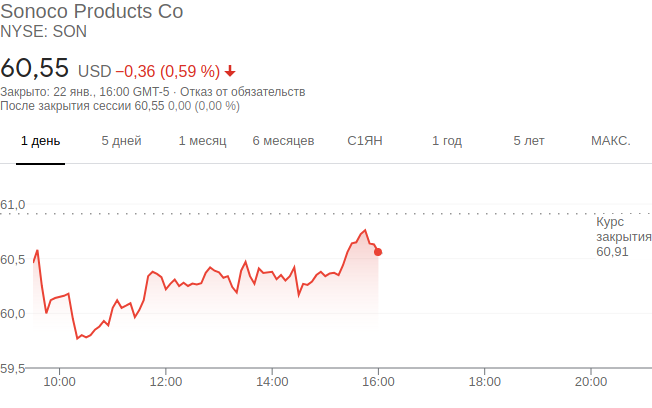 Sonoco Products Co
NYSE: SON
60,55 USD −0,36 (0,59 %)
Закрыто: 22 янв., 16:00 GMT-5 · Отказ от обязательств
После закрытия сессии 60,55 0,00 (0,00 %)
1 день 5 дней 1 месяц 6 месяцев С1ЯН 1 год 5 лет МАКС.
61,0
Курс
закрытия
60,91
60,5
60,0
59,5
10:00 12:00 14:00 16:00 18:00 20:00